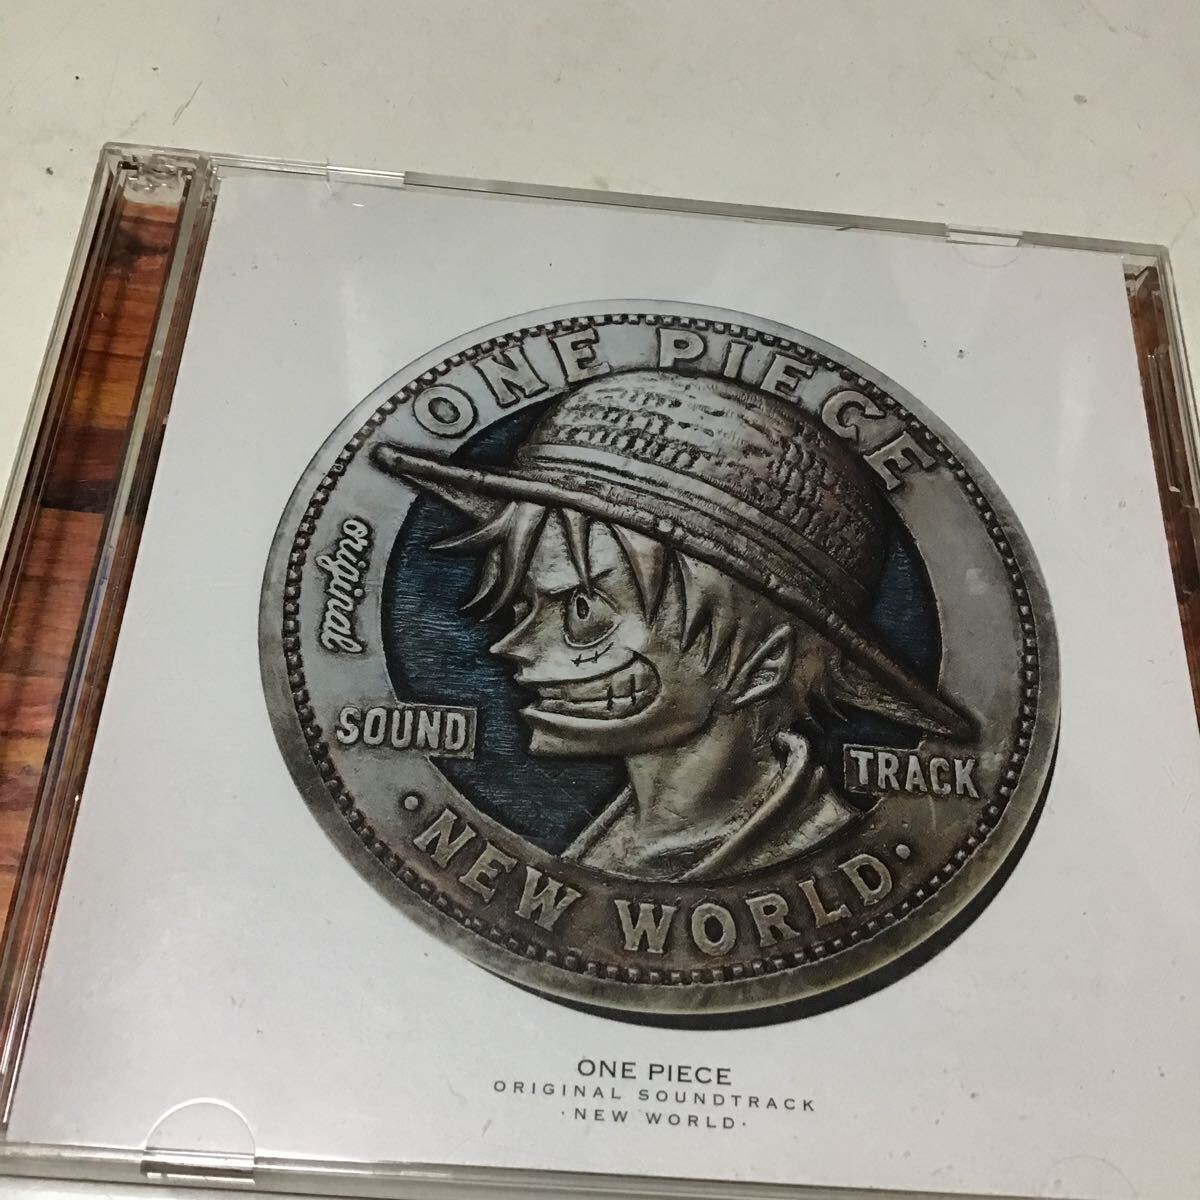 ONE PIECE
original
SOUND
TRACK
·NEW WORLD·
ONE PIECE
ORIGINAL SOUNDTRACK
·NEW WORLD·